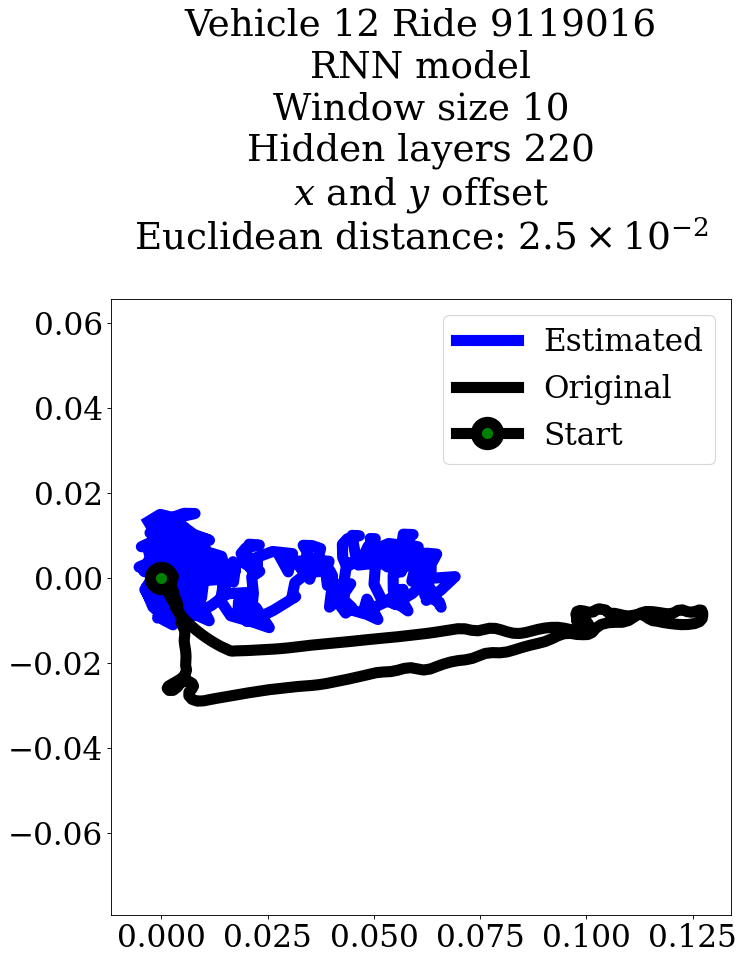 Vehicle 12 Ride 9119016
RNN model
Window size 10
Hidden layers 220
x and y offset
Euclidean distance: 2.5 × 10⁻²
Estimated
Original
Start
0.06
0.04
0.02
0.00
−0.02
−0.04
−0.06
0.000 0.025 0.050 0.075 0.100 0.125